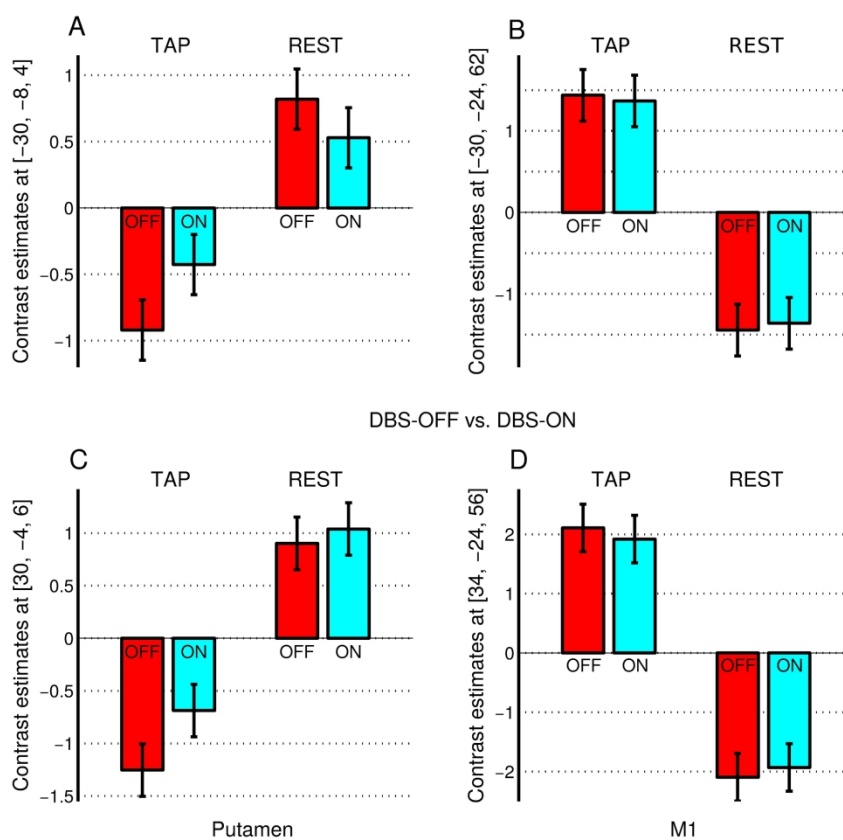 A
TAP REST
Contrast estimates at [−30, −8, 4]
1
0.5
0
−0.5
−1
OFF ON
OFF ON
B
TAP REST
Contrast estimates at [−30, −24, 62]
1
0
−1
OFF ON
OFF ON
DBS-OFF vs. DBS-ON
C
TAP REST
Contrast estimates at [30, −4, 6]
1
0.5
0
−0.5
−1
−1.5
OFF ON
OFF ON
Putamen
D
TAP REST
Contrast estimates at [34, −24, 56]
2
1
0
−1
−2
OFF ON
OFF ON
M1